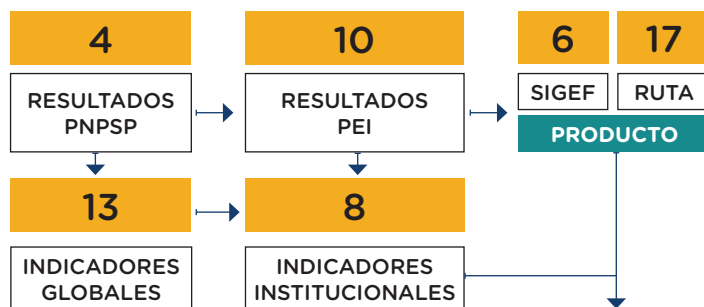 4
RESULTADOS
PNPSP
10
RESULTADOS
PEI
6
17
SIGEF
RUTA
PRODUCTO
13
INDICADORES
GLOBALES
8
INDICADORES
INSTITUCIONALES